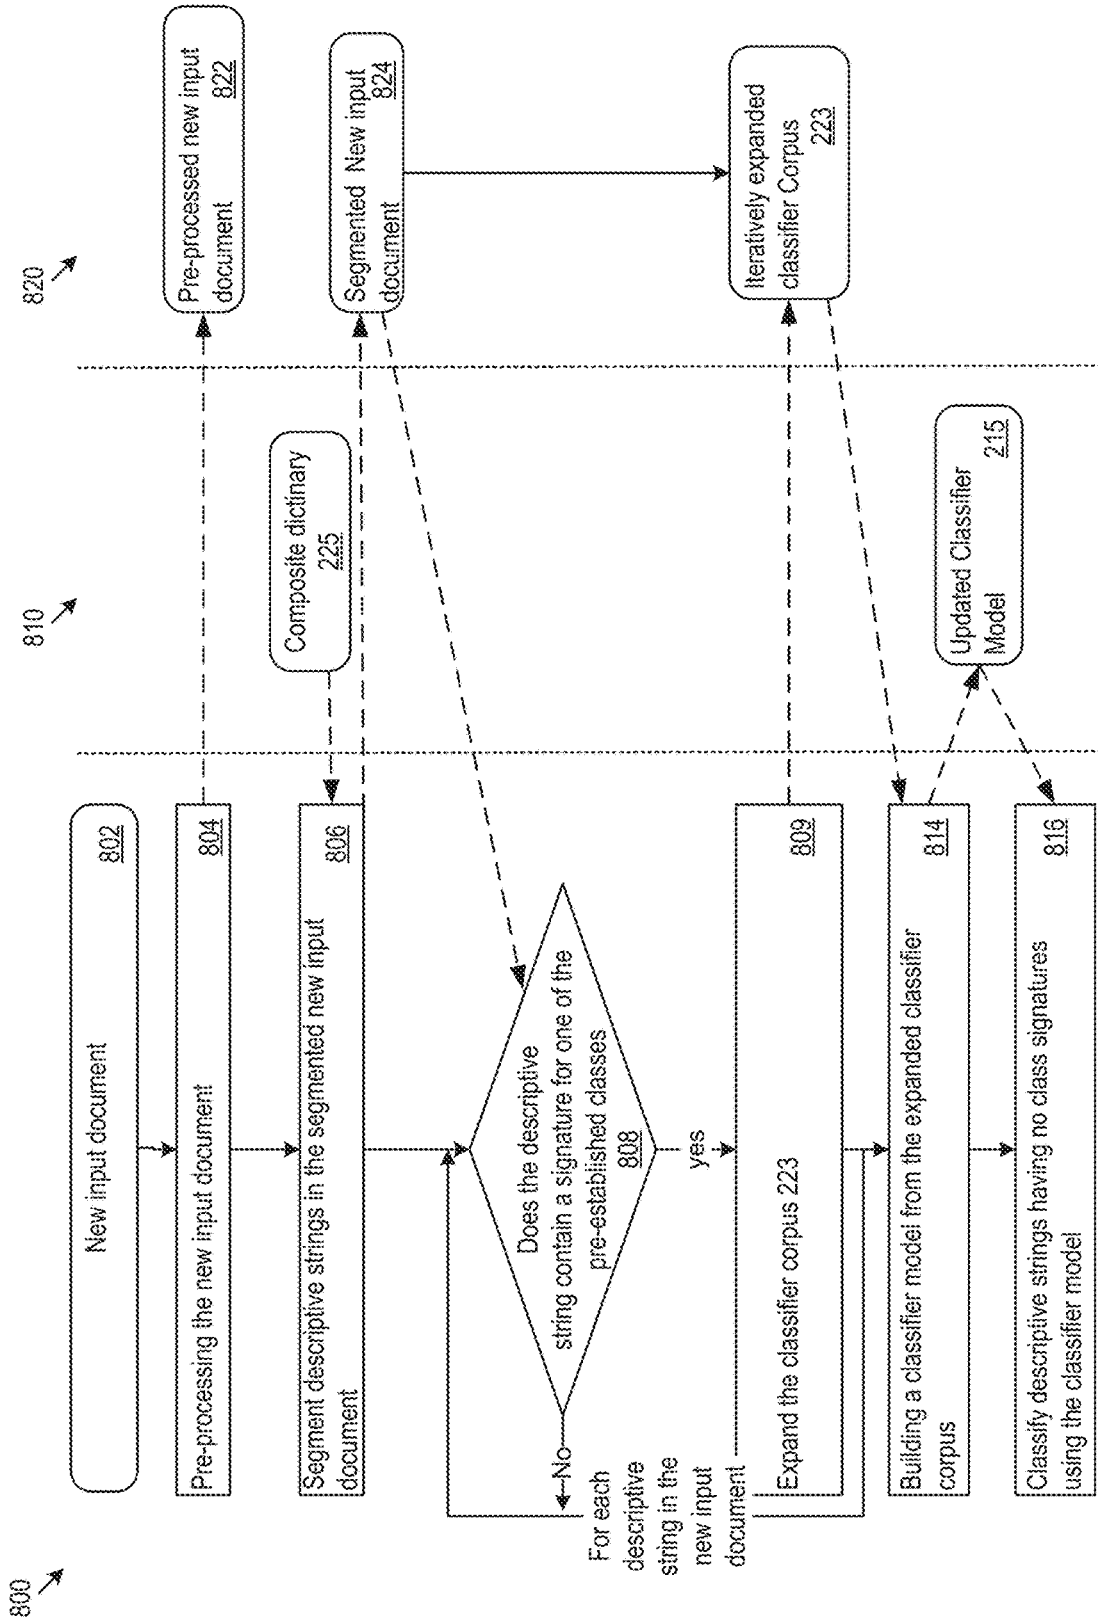 800
810
820
New input document
802
Pre-processing the new input document
804
Pre-processed new input
document
822
Segment descriptive strings in the segmented new input
document
806
Composite dictinary
225
Segmented New input
document
824
Does the descriptive
string contain a signature for one of the
pre-established classes
808
No
yes
For each
descriptive
string in the
new input
document
Expand the classifier corpus 223
809
Iteratively expanded
classifier Corpus
223
Building a classifier model from the expanded classifier
corpus
814
Updated Classifier
Model
215
Classify descriptive strings having no class signatures
using the classifier model
816